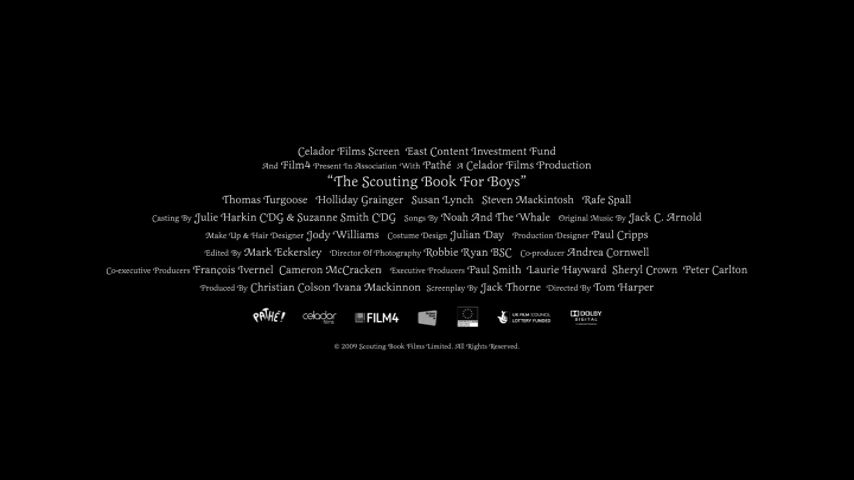 Celador Films Screen East Content Investment Fund
And Film4 Present In Association With Pathé A Celador Films Production
“The Scouting Book For Boys”
Thomas Turgoose Holliday Grainger Susan Lynch Steven Mackintosh Rafe Spall
Casting By Julie Harkin CDG & Suzanne Smith CDG Songs By Noah And The Whale Original Music By Jack C. Arnold
Make Up & Hair Designer Jody Williams Costume Design Julian Day Production Designer Paul Cripps
Edited By Mark Eckersley Director Of Photography Robbie Ryan BSC Co-producer Andrea Cornwell
Co-executive Producers François Ivernel Cameron McCracken Executive Producers Paul Smith Laurie Hayward Sheryl Crown Peter Carlton
Produced By Christian Colson Ivana Mackinnon Screenplay By Jack Thorne Directed By Tom Harper
PATHÉ! celador films FILM4 UK FILM COUNCIL LOTTERY FUNDED DOLBY DIGITAL
© 2009 Scouting Book Films Limited. All Rights Reserved.